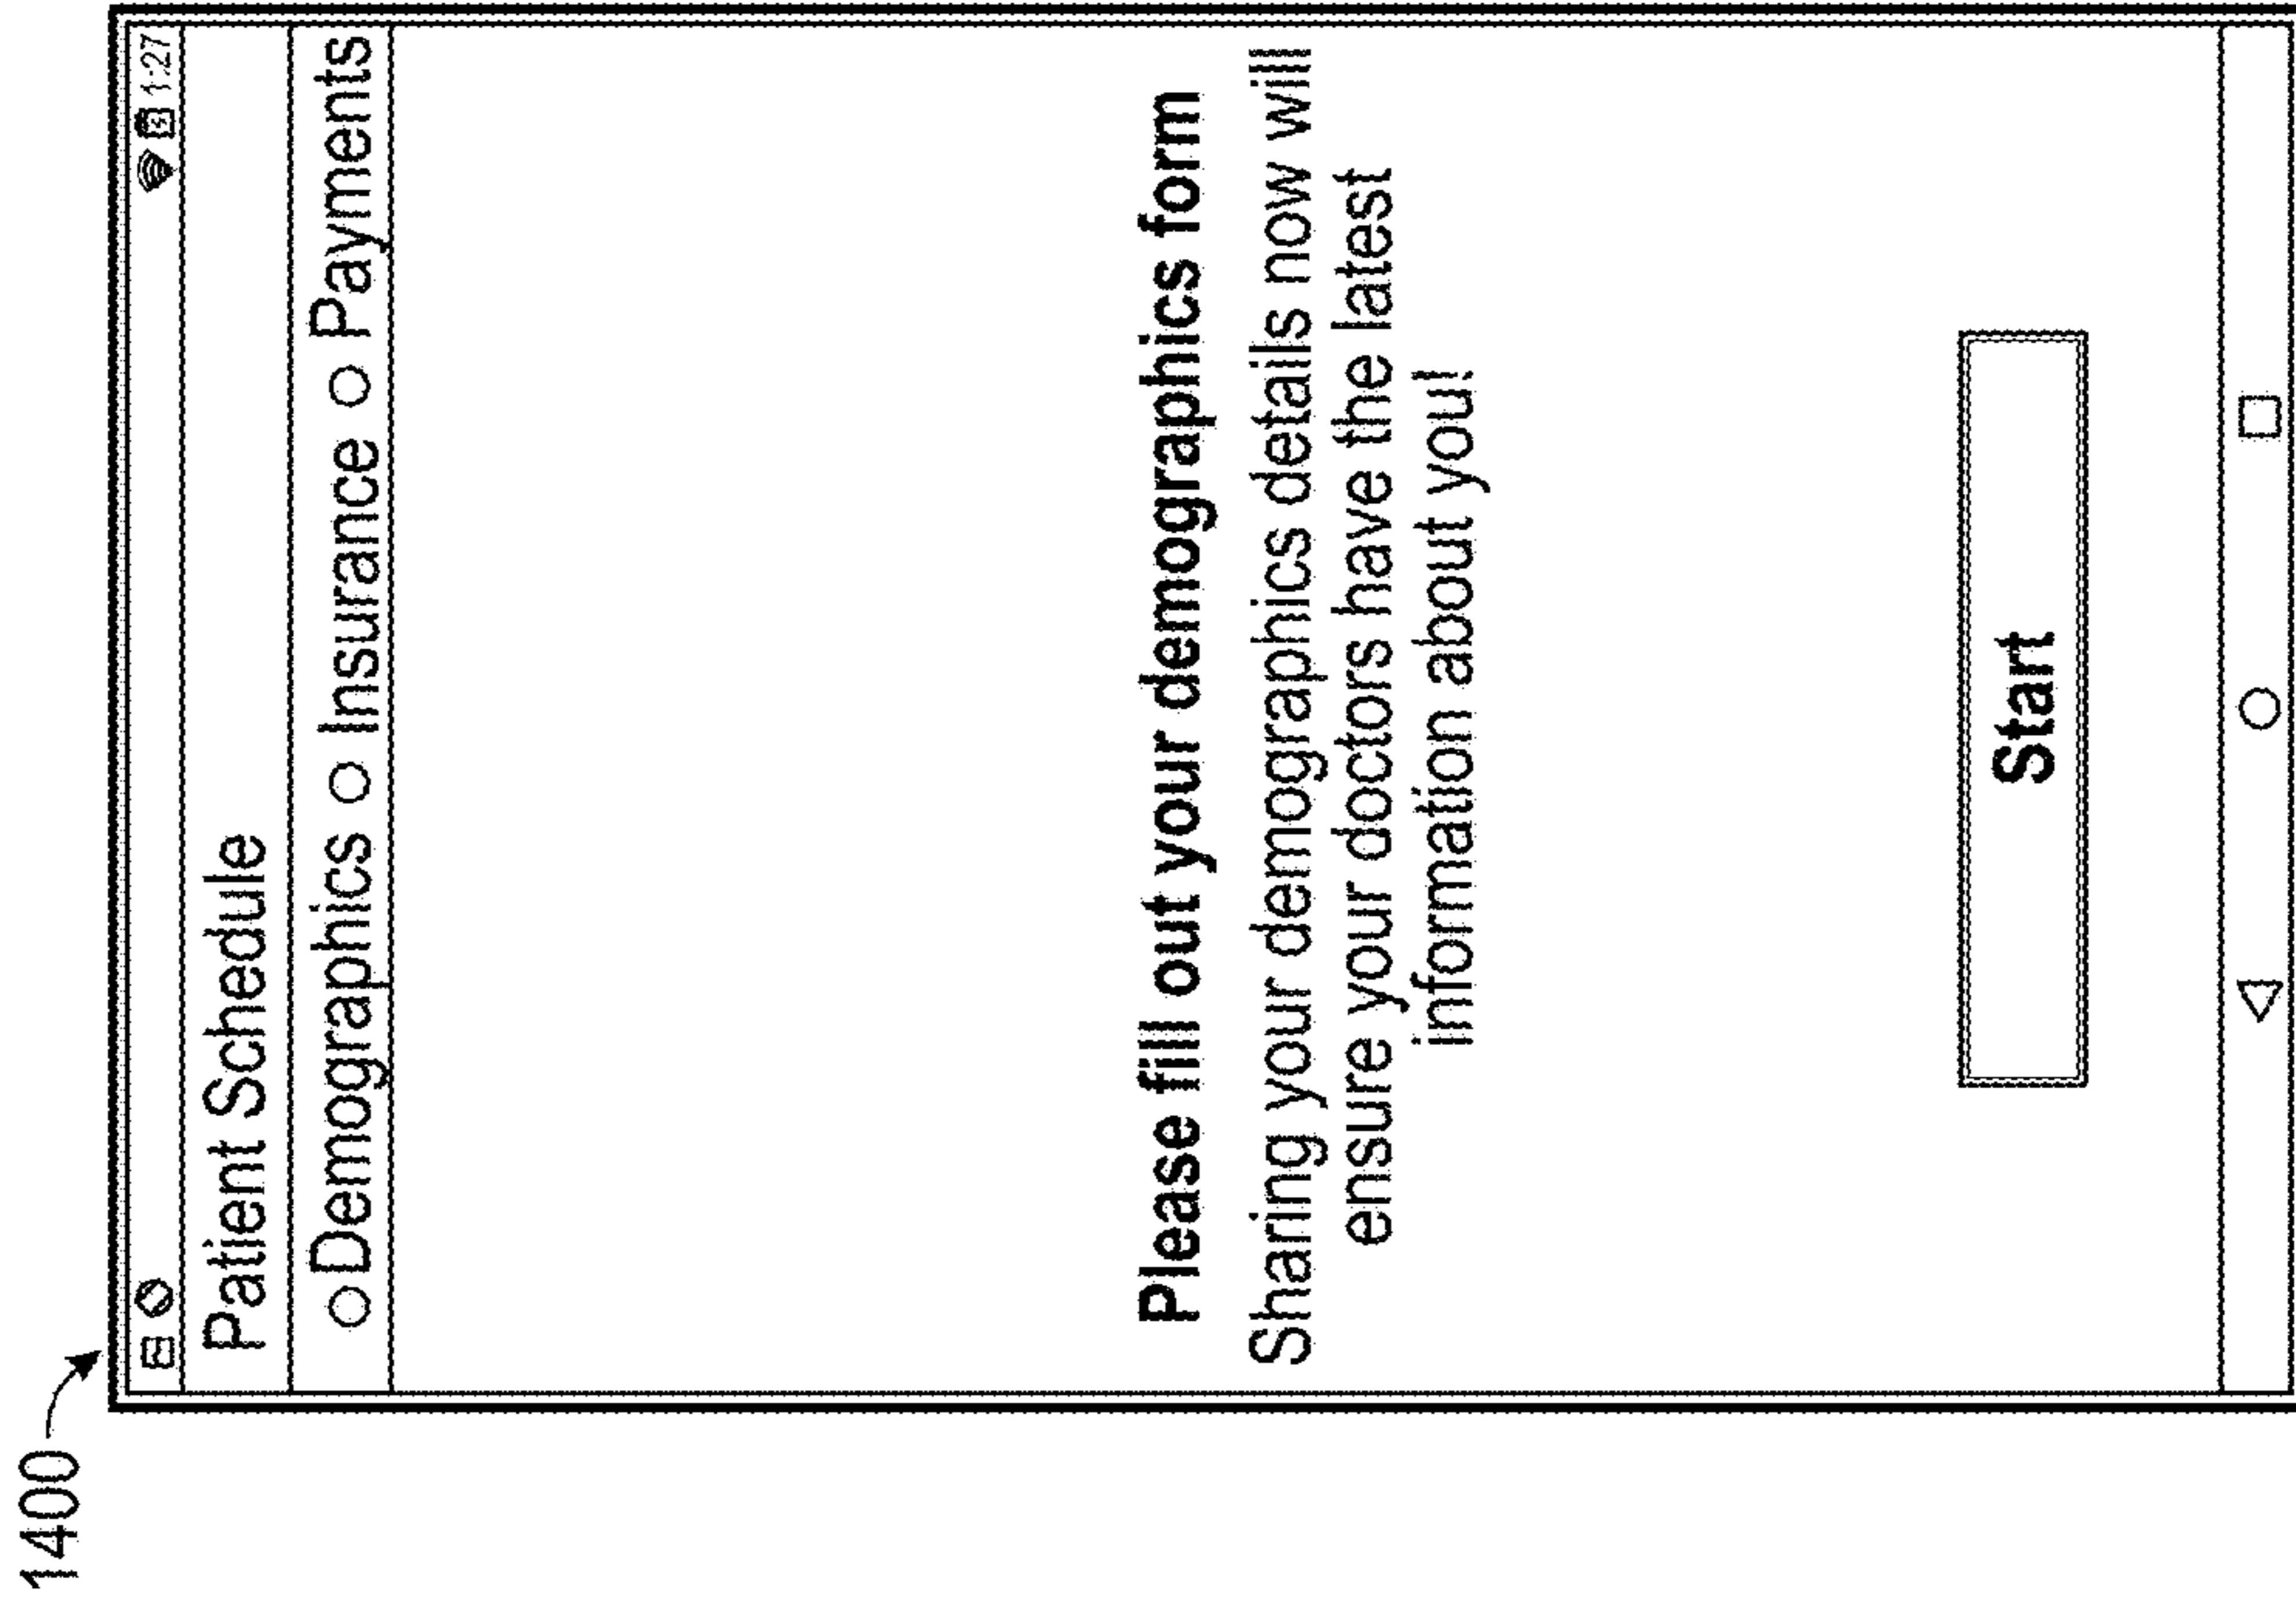 1400
1:27
Patient Schedule
Demographics Insurance Payments
Please fill out your demographics form
Sharing your demographics details now will
ensure your doctors have the latest
information about you!
Start